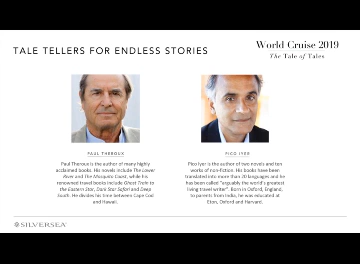 TALE TELLERS FOR ENDLESS STORIES
World Cruise 2019
The Tale of Tales
PAUL THEROUX
Paul Theroux is the author of many highly
acclaimed books. His novels include The Lower
River and The Mosquito Coast, while his
renowned travel books include Ghost Train to
the Eastern Star, Dark Star Safari and Deep
South. He divides his time between Cape Cod
and Hawaii.
PICO IYER
Pico Iyer is the author of two novels and ten
works of non-fiction. His books have been
translated into more than 20 languages and he
has been called "arguably the world's greatest
living travel writer". Born in Oxford, England,
to parents from India, he was educated at
Eton, Oxford and Harvard.
SILVERSEA